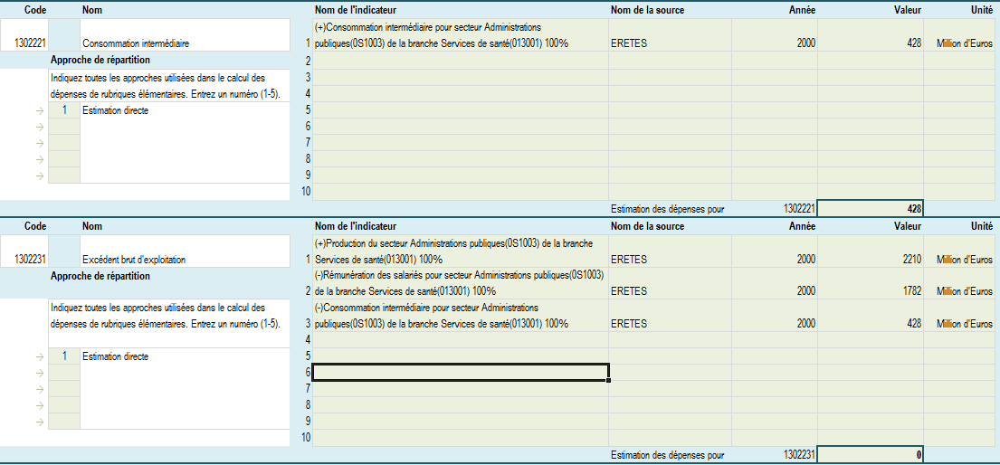 Code Nom Nom de l'indicateur Nom de la source Année Valeur Unité
(+)Consommation intermédiaire pour secteur Administrations
1302221 Consommation intermédiaire 1 publiques(0S1003) de la branche Services de santé(013001) 100% ERETES 2000 428 Million d'Euros
Approche de répartition 2
Indiquez toutes les approches utilisées dans le calcul des 3
dépenses de rubriques élémentaires. Entrez un numéro (1-5). 4
→ 1 Estimation directe 5
→ 6
→ 7
→ 8
→ 9
10
Estimation des dépenses pour 1302221 428
Code Nom Nom de l'indicateur Nom de la source Année Valeur Unité
(+)Production du secteur Administrations publiques(0S1003) de la branche
1302231 Excédent brut d'exploitation 1 Services de santé(013001) 100% ERETES 2000 2210 Million d'Euros
Approche de répartition (-)Rémunération des salariés pour secteur Administrations publiques(0S1003)
2 de la branche Services de santé(013001) 100% ERETES 2000 1782 Million d'Euros
Indiquez toutes les approches utilisées dans le calcul des (-)Consommation intermédiaire pour secteur Administrations
dépenses de rubriques élémentaires. Entrez un numéro (1-5). 3 publiques(0S1003) de la branche Services de santé(013001) 100% ERETES 2000 428 Million d'Euros
4
→ 1 Estimation directe 5
→ 6
→ 7
→ 8
→ 9
10
Estimation des dépenses pour 1302231 0